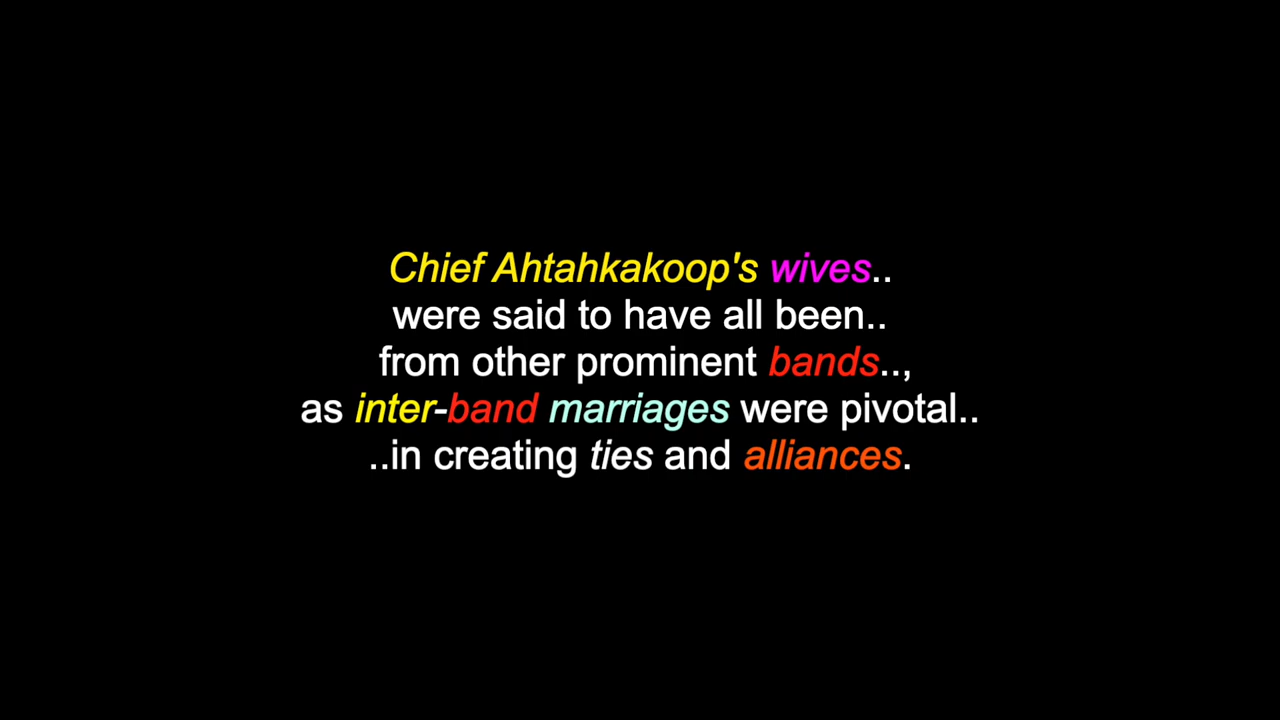 Chief Ahtahkakoop's wives..
were said to have all been..
from other prominent bands..,
as inter-band marriages were pivotal..
..in creating ties and alliances.